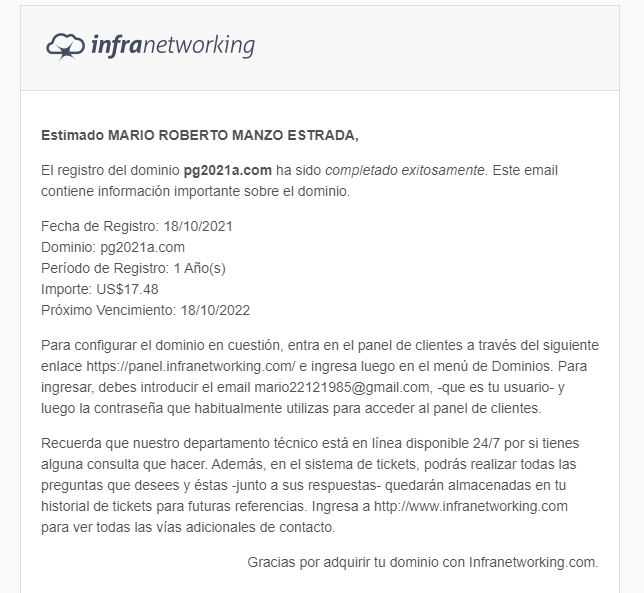 infranetworking
Estimado MARIO ROBERTO MANZO ESTRADA,
El registro del dominio pg2021a.com ha sido completado exitosamente. Este email
contiene información importante sobre el dominio.
Fecha de Registro: 18/10/2021
Dominio: pg2021a.com
Período de Registro: 1 Año(s)
Importe: US$17.48
Próximo Vencimiento: 18/10/2022
Para configurar el dominio en cuestión, entra en el panel de clientes a través del siguiente
enlace https://panel.infranetworking.com/ e ingresa luego en el menú de Dominios. Para
ingresar, debes introducir el email mario22121985@gmail.com, -que es tu usuario- y
luego la contraseña que habitualmente utilizas para acceder al panel de clientes.
Recuerda que nuestro departamento técnico está en línea disponible 24/7 por si tienes
alguna consulta que hacer. Además, en el sistema de tickets, podrás realizar todas las
preguntas que desees y éstas -junto a sus respuestas- quedarán almacenadas en tu
historial de tickets para futuras referencias. Ingresa a http://www.infranetworking.com
para ver todas las vías adicionales de contacto.
Gracias por adquirir tu dominio con Infranetworking.com.